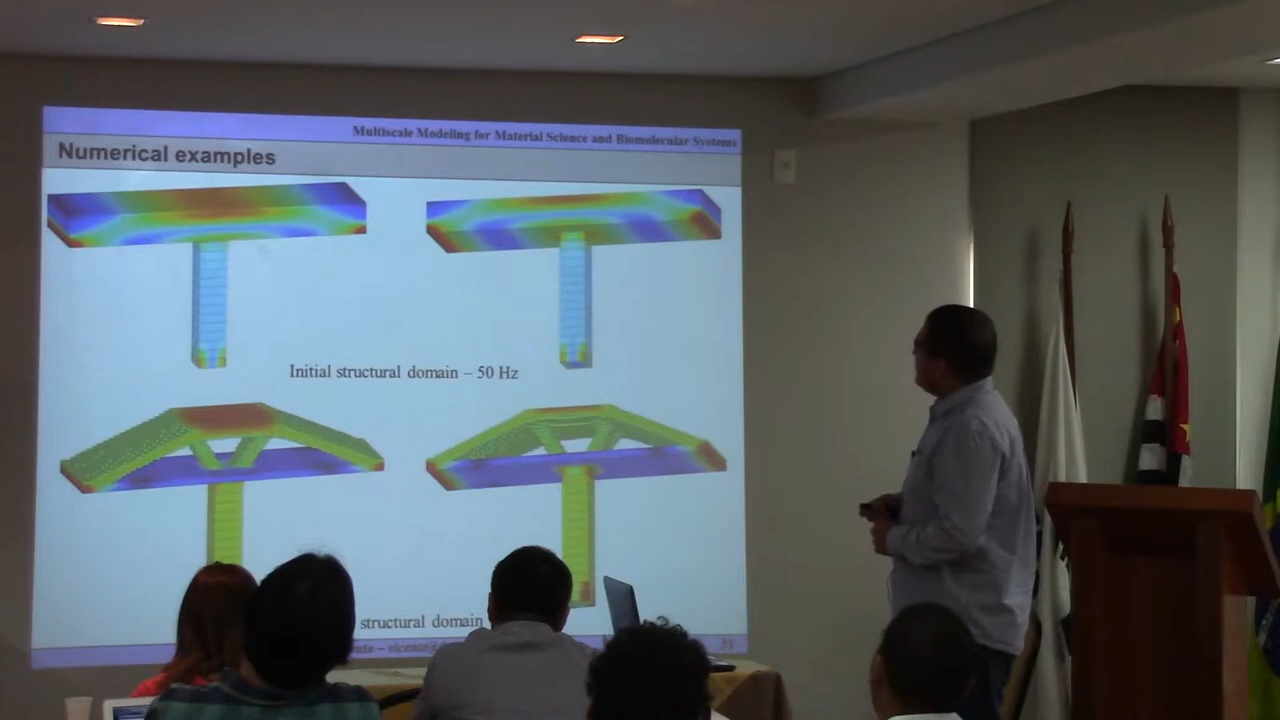 Multiscale Modeling for Material Science and Biomolecular Systems
Numerical examples
Initial structural domain – 50 Hz
structural domain